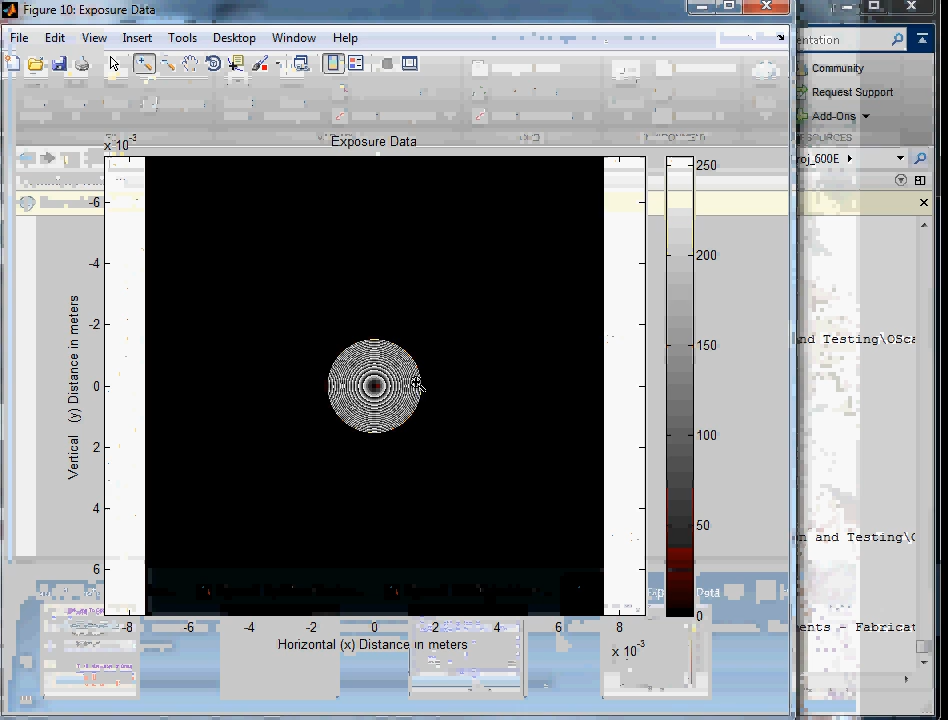 Figure 10: Exposure Data
File Edit View Insert Tools Desktop Window Help
Community
Request Support
Add-Ons
roj_600E
x 10^-3
Exposure Data
-6
-4
-2
0
2
4
6
Vertical (y) Distance in meters
-8 -6 -4 -2 0 2 4 6 8
Horizontal (x) Distance in meters
x 10^-3
250
200
150
100
50
0
nd Testing\OSca
n and Testing\O
ents - Fabricat